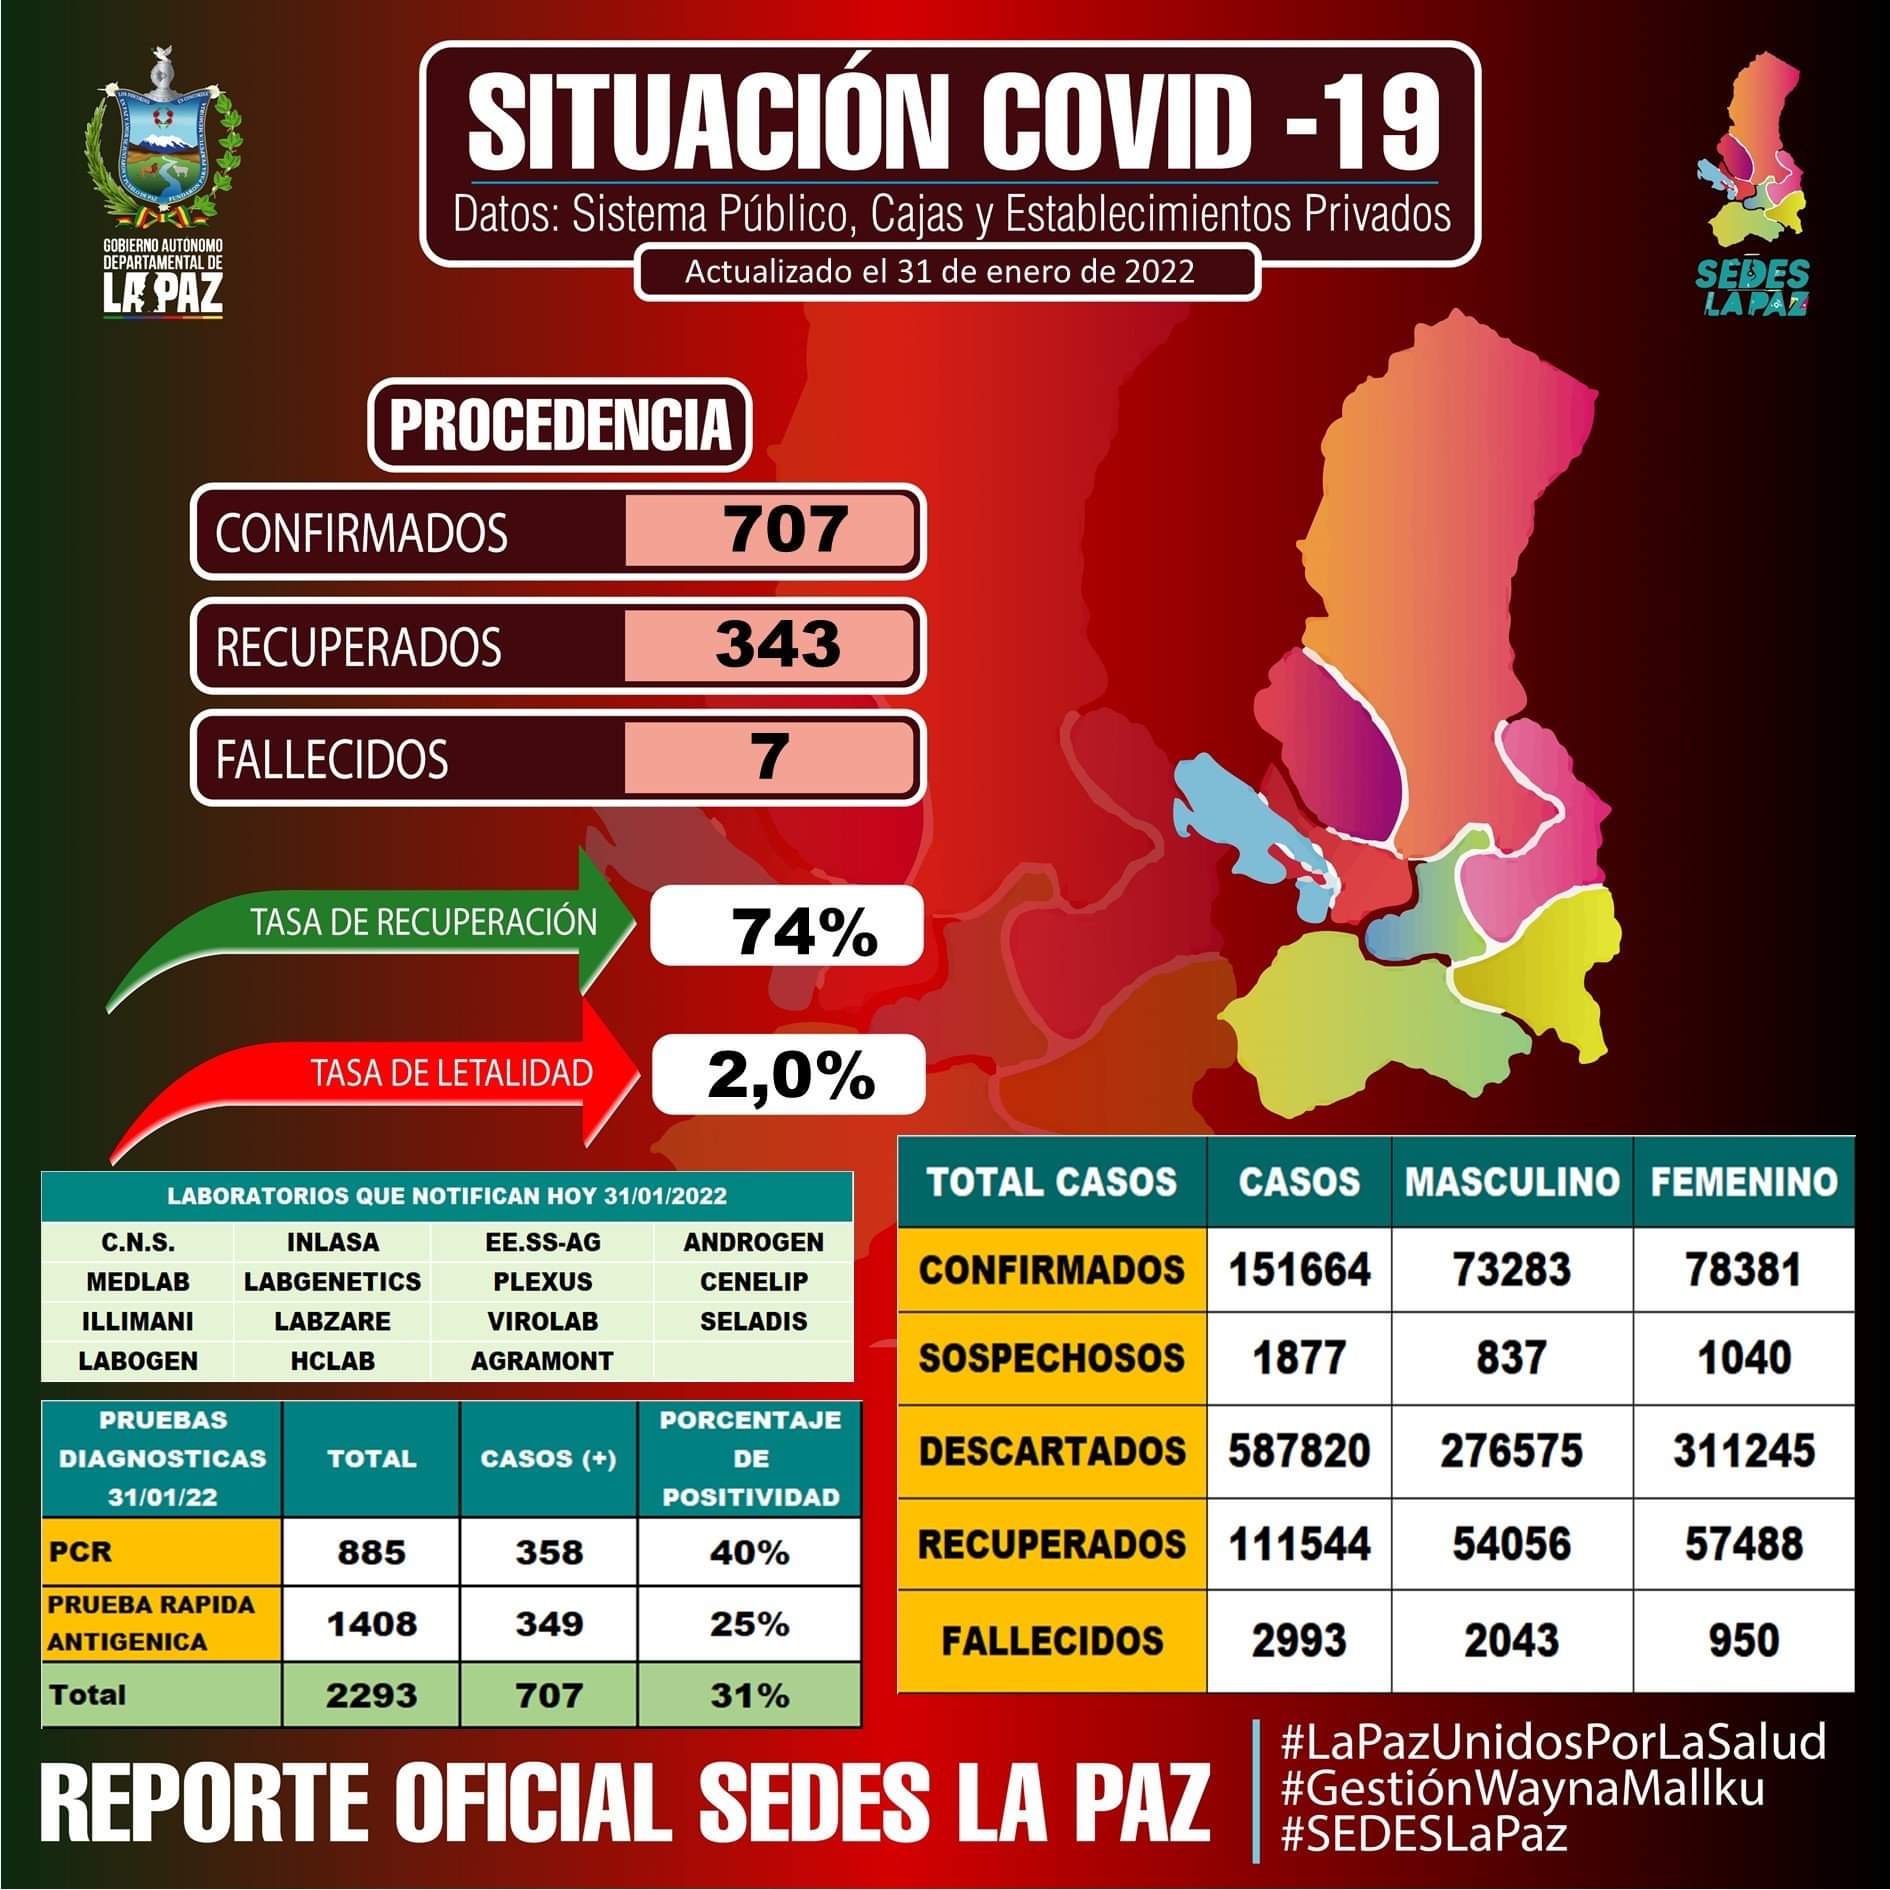 SITUACIÓN COVID -19
Datos: Sistema Público, Cajas y Establecimientos Privados
Actualizado el 31 de enero de 2022
GOBIERNO AUTÓNOMO
DEPARTAMENTAL DE
LA PAZ
SEDES
LA PAZ
PROCEDENCIA
CONFIRMADOS 707
RECUPERADOS 343
FALLECIDOS 7
TASA DE RECUPERACIÓN 74%
TASA DE LETALIDAD 2,0%
LABORATORIOS QUE NOTIFICAN HOY 31/01/2022
C.N.S. INLASA EE.SS-AG ANDROGEN
MEDLAB LABGENETICS PLEXUS CENELIP
ILLIMANI LABZARE VIROLAB SELADIS
LABOGEN HCLAB AGRAMONT
PRUEBAS
DIAGNOSTICAS
31/01/22
TOTAL
CASOS (+)
PORCENTAJE
DE
POSITIVIDAD
PCR 885 358 40%
PRUEBA RAPIDA
ANTIGENICA
1408 349 25%
Total 2293 707 31%
TOTAL CASOS CASOS MASCULINO FEMENINO
CONFIRMADOS 151664 73283 78381
SOSPECHOSOS 1877 837 1040
DESCARTADOS 587820 276575 311245
RECUPERADOS 111544 54056 57488
FALLECIDOS 2993 2043 950
REPORTE OFICIAL SEDES LA PAZ
#LaPazUnidosPorLaSalud
#GestiónWaynaMallku
#SEDESLaPaz